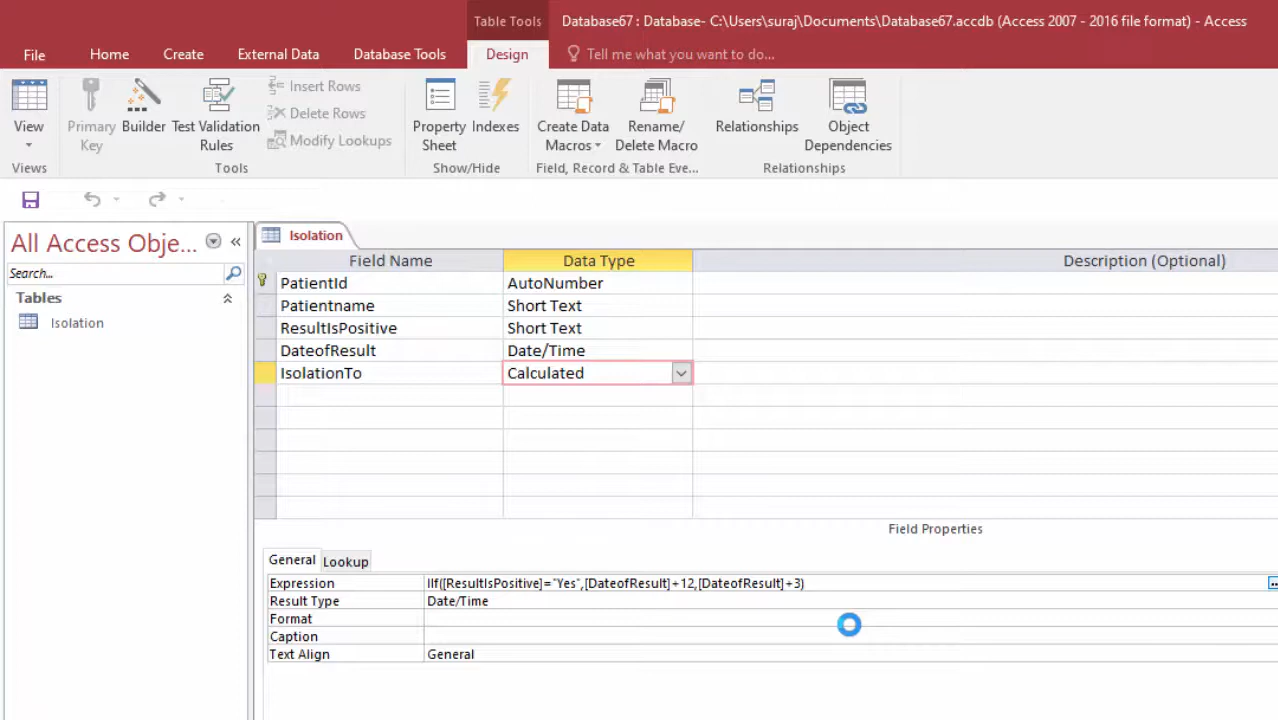 Table Tools
Database67 : Database- C:\Users\suraj\Documents\Database67.accdb (Access 2007 - 2016 file format) - Access
File Home Create External Data Database Tools Design Tell me what you want to do...
View
Primary Key
Builder
Test Validation Rules
Insert Rows
Delete Rows
Modify Lookups
Property Sheet
Indexes
Create Data Macros
Rename/ Delete Macro
Relationships
Object Dependencies
Views Tools Show/Hide Field, Record & Table Eve... Relationships
All Access Obje...
Search...
Tables
Isolation
Isolation
Field Name Data Type Description (Optional)
PatientId AutoNumber
Patientname Short Text
ResultIsPositive Short Text
DateofResult Date/Time
IsolationTo Calculated
Field Properties
General Lookup
Expression IIf([ResultIsPositive]="Yes",[DateofResult]+12,[DateofResult]+3)
Result Type Date/Time
Format
Caption
Text Align General